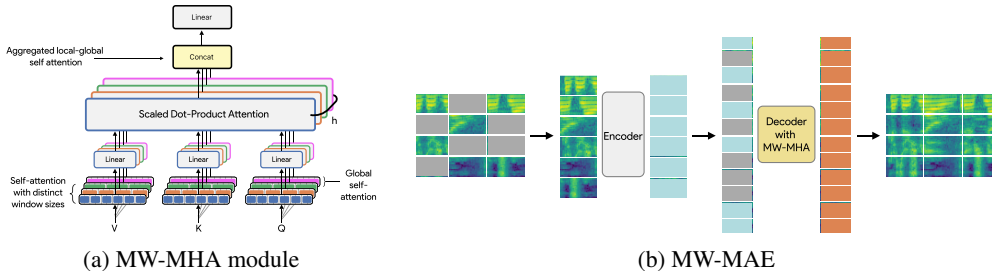 Linear
Aggregated local-global
self attention
Concat
Scaled Dot-Product Attention
h
Linear
Linear
Linear
Self-attention
with distinct
window sizes
Global
self-
attention
V
K
Q
(a) MW-MHA module
Encoder
Decoder
with
MW-MHA
(b) MW-MAE